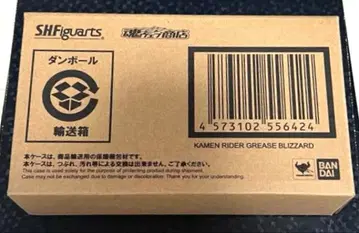 S.H.Figuarts 魂ウェブ商店
ダンボール
輸送箱
4 573102 556424
KAMEN RIDER GREASE BLIZZARD
本ケースは、商品輸送用の保護梱包材です。
本ケースは、つぶれ、汚れ等による交換は出来ません。ご了承ください。
This case is used solely for the purpose of protecting product during shipment.
Case may not be exchanged due to damage or discoloration. Thank you for your understanding.
BAN
DAI